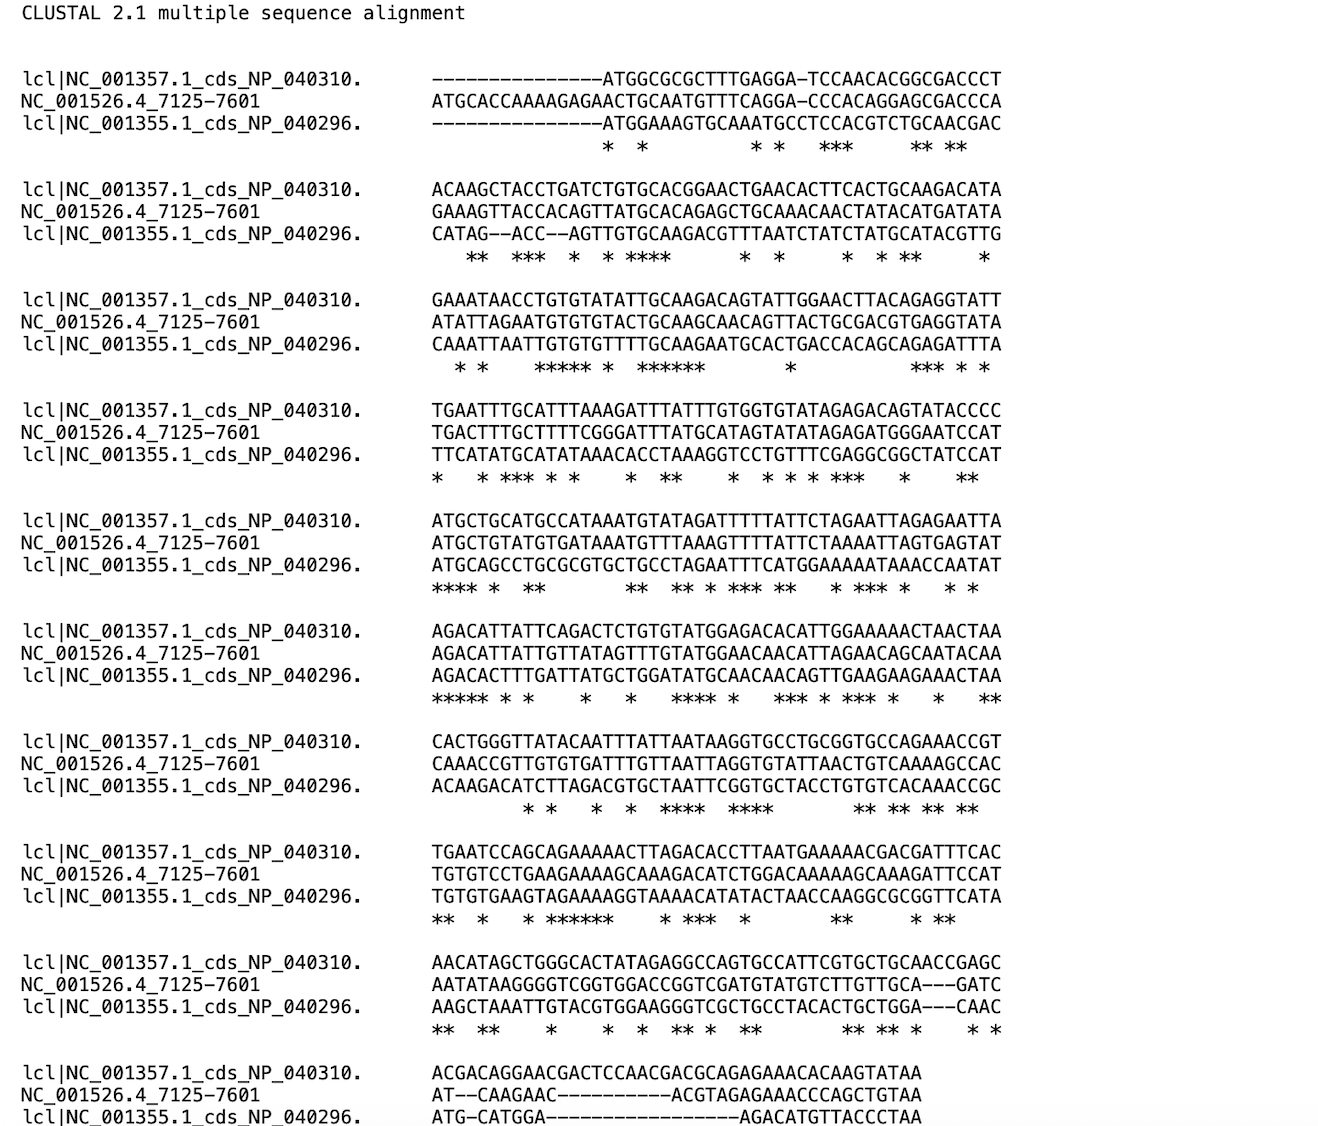 CLUSTAL 2.1 multiple sequence alignment
lcl|NC_001357.1_cds_NP_040310. ---------------ATGGCGCGCTTTGAGGA-TCCAACACGGCGACCCT
NC_001526.4_7125-7601 ATGCACCAAAAGAGAACTGCAATGTTTCAGGA-CCCACAGGAGCGACCCA
lcl|NC_001355.1_cds_NP_040296. ---------------ATGGAAAGTGCAAATGCCTCCACGTCTGCAACGAC
* * * * *** ** **
lcl|NC_001357.1_cds_NP_040310. ACAAGCTACCTGATCTGTGCACGGAACTGAACACTTCACTGCAAGACATA
NC_001526.4_7125-7601 GAAAGTTACCACAGTTATGCACAGAGCTGCAAACAACTATACATGATATA
lcl|NC_001355.1_cds_NP_040296. CATAG--ACC--AGTTGTGCAAGACGTTTAATCTATCTATGCATACGTTG
** *** * * **** * * * * ** *
lcl|NC_001357.1_cds_NP_040310. GAAATAACCTGTGTATATTGCAAGACAGTATTGGAACTTACAGAGGTATT
NC_001526.4_7125-7601 ATATTAGAATGTGTGTACTGCAAGCAACAGTTACTGCGACGTGAGGTATA
lcl|NC_001355.1_cds_NP_040296. CAAATTAATTGTGTGTTTTGCAAGAATGCACTGACCACAGCAGAGATTTA
* * ***** * ****** * *** * *
lcl|NC_001357.1_cds_NP_040310. TGAATTTGCATTTAAAGATTTATTTGTGGTGTATAGAGACAGTATACCCC
NC_001526.4_7125-7601 TGACTTTGCTTTTCGGGATTTATGCATAGTATATAGAGATGGGAATCCAT
lcl|NC_001355.1_cds_NP_040296. TTCATATGCATATAAACACCTAAAGGTCCTGTTTCGAGGCGGCTATCCAT
* * *** * * * ** * * * * *** * **
lcl|NC_001357.1_cds_NP_040310. ATGCTGCATGCCATAAATGTATAGATTTTTATTCTAGAATTAGAGAATTA
NC_001526.4_7125-7601 ATGCTGTATGTGATAAATGTTTAAAGTTTTATTCTAAAATTAGTGAGTAT
lcl|NC_001355.1_cds_NP_040296. ATGCAGCCTGCGCGTGCTGCCTAGAATTTCATGGAAAAATAAACCAATAT
**** * ** ** ** * *** ** * *** * * *
lcl|NC_001357.1_cds_NP_040310. AGACATTATTCAGACTCTGTGTATGGAGACACATTGGAAAAACTAACTAA
NC_001526.4_7125-7601 AGACATTATTGTTATAGTTTGTATGGAACAACATTAGAACAGCAATACAA
lcl|NC_001355.1_cds_NP_040296. AGACACTTTGATTATGCTGGATATGCAACAACAGTTGAAGAAGAAACTAA
***** * * * * **** * *** * *** * * **
lcl|NC_001357.1_cds_NP_040310. CACTGGGTTATACAATTTATTAATAAGGTGCCTGCGGTGCCAGAAACCGT
NC_001526.4_7125-7601 CAAACCGTTGTGTGATTTGTTAATTAGGTGTATTAACTGTCAAAAGCCAC
lcl|NC_001355.1_cds_NP_040296. ACAAGACATCTTAGACGTGCTAATTCGGTGCTACCTGTGTCACAAACCGC
* * * * **** **** ** ** ** **
lcl|NC_001357.1_cds_NP_040310. TGAATCCAGCAGAAAAACTTAGACACCTTAATGAAAAACGACGATTTCAC
NC_001526.4_7125-7601 TGTGTCCTGAAGAAAAGCAAAGACATCTGGACAAAAAGCAAAGATTCCAT
lcl|NC_001355.1_cds_NP_040296. TGTGTGAAGTAGAAAAGGTAAAACATATACTAACCAAGGCGCGGTTCATA
** * * ****** * *** * ** * **
lcl|NC_001357.1_cds_NP_040310. AACATAGCTGGGCACTATAGAGGCCAGTGCCATTCGTGCTGCAACCGAGC
NC_001526.4_7125-7601 AATATAAGGGGTCGGTGGACCGGTCGATGTATGTCTTGTTGCA---GATC
lcl|NC_001355.1_cds_NP_040296. AAGCTAAATTGTACGTGGAAGGGTCGCTGCCTACACTGCTGGA---CAAC
** ** * * * ** * ** ** ** * * *
lcl|NC_001357.1_cds_NP_040310. ACGACAGGAACGACTCCAACGACGCAGAGAAACACAAGTATAA
NC_001526.4_7125-7601 AT--CAAGAAC----------ACGTAGAGAAACCCAGCTGTAA
lcl|NC_001355.1_cds_NP_040296. ATG-CATGGA-----------------AGACATGTTACCCTAA